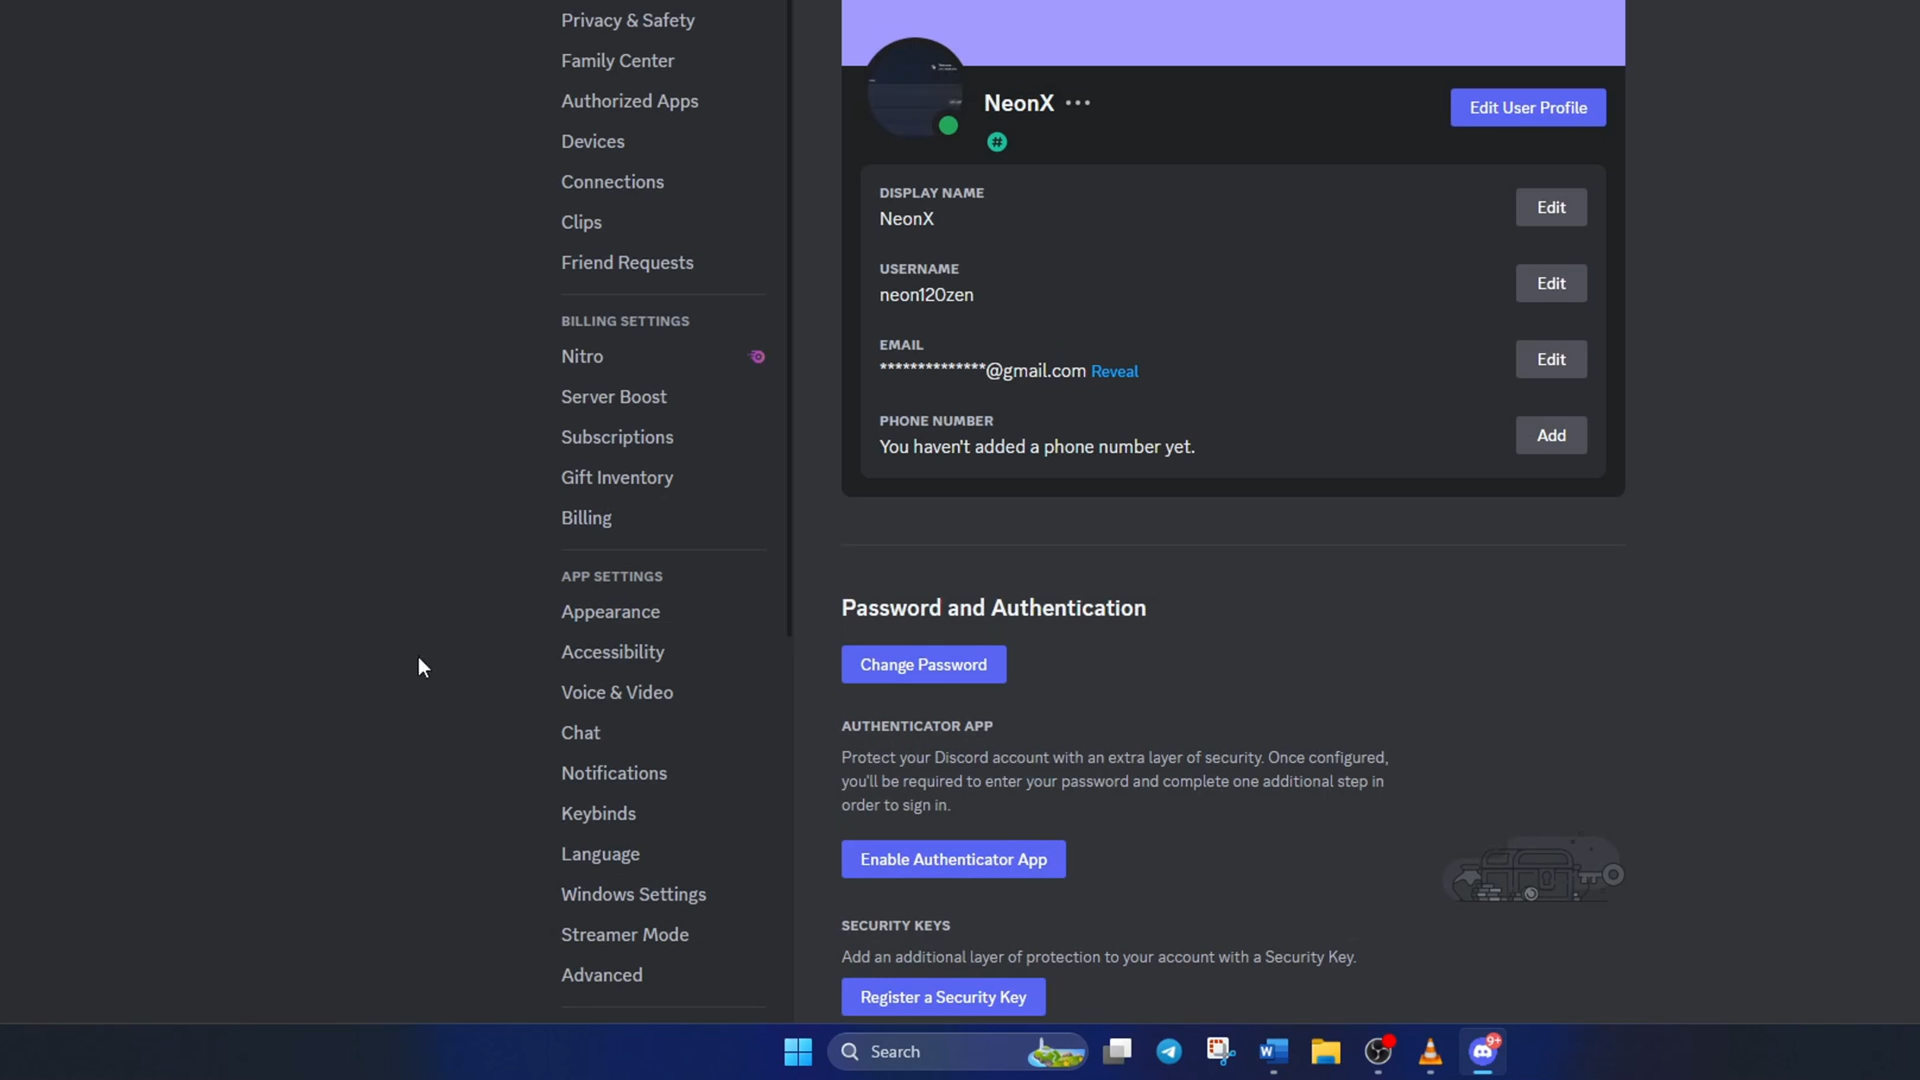 Privacy & Safety
Family Center
Authorized Apps
Devices
Connections
Clips
Friend Requests
BILLING SETTINGS
Nitro
Server Boost
Subscriptions
Gift Inventory
Billing
APP SETTINGS
Appearance
Accessibility
Voice & Video
Chat
Notifications
Keybinds
Language
Windows Settings
Streamer Mode
Advanced
NeonX
Edit User Profile
#
DISPLAY NAME
NeonX
Edit
USERNAME
neon120zen
Edit
EMAIL
**************@gmail.com Reveal
Edit
PHONE NUMBER
You haven't added a phone number yet.
Add
Password and Authentication
Change Password
AUTHENTICATOR APP
Protect your Discord account with an extra layer of security. Once configured,
you'll be required to enter your password and complete one additional step in
order to sign in.
Enable Authenticator App
SECURITY KEYS
Add an additional layer of protection to your account with a Security Key.
Register a Security Key
Search
W
9+